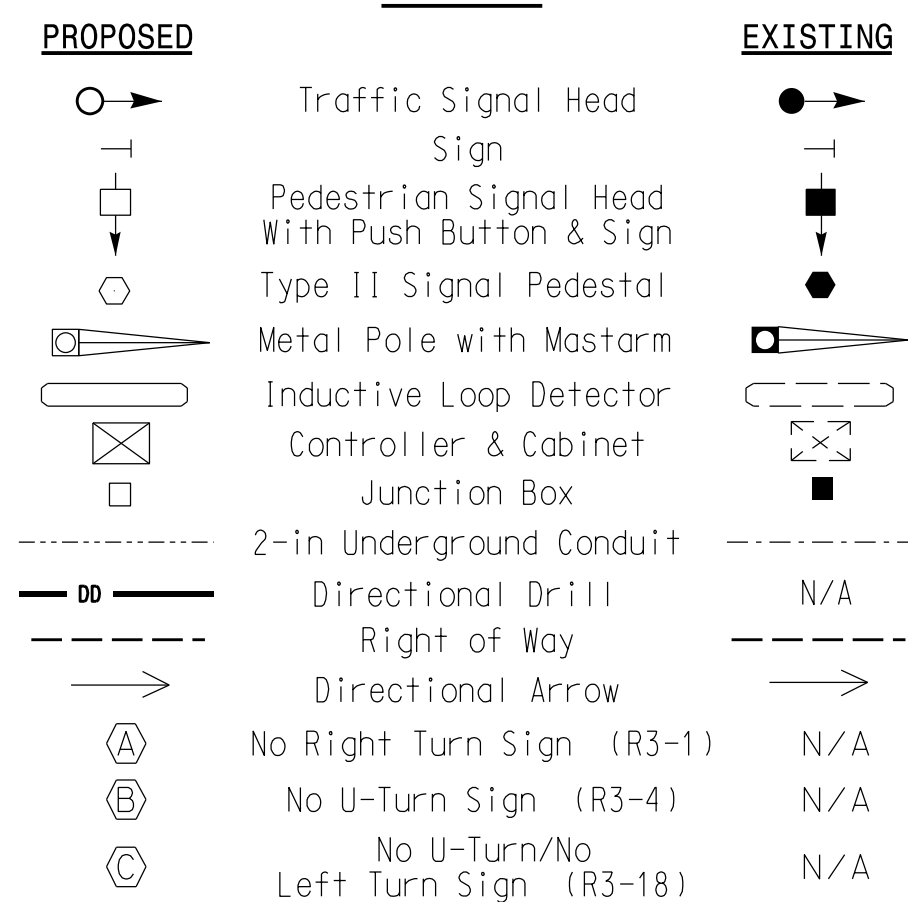 PROPOSED EXISTING
Traffic Signal Head
Sign
Pedestrian Signal Head
With Push Button & Sign
Type II Signal Pedestal
Metal Pole with Mastarm
Inductive Loop Detector
Controller & Cabinet
Junction Box
2-in Underground Conduit
DD Directional Drill N/A
Right of Way
Directional Arrow
A No Right Turn Sign (R3-1) N/A
B No U-Turn Sign (R3-4) N/A
No U-Turn/No
C Left Turn Sign (R3-18) N/A